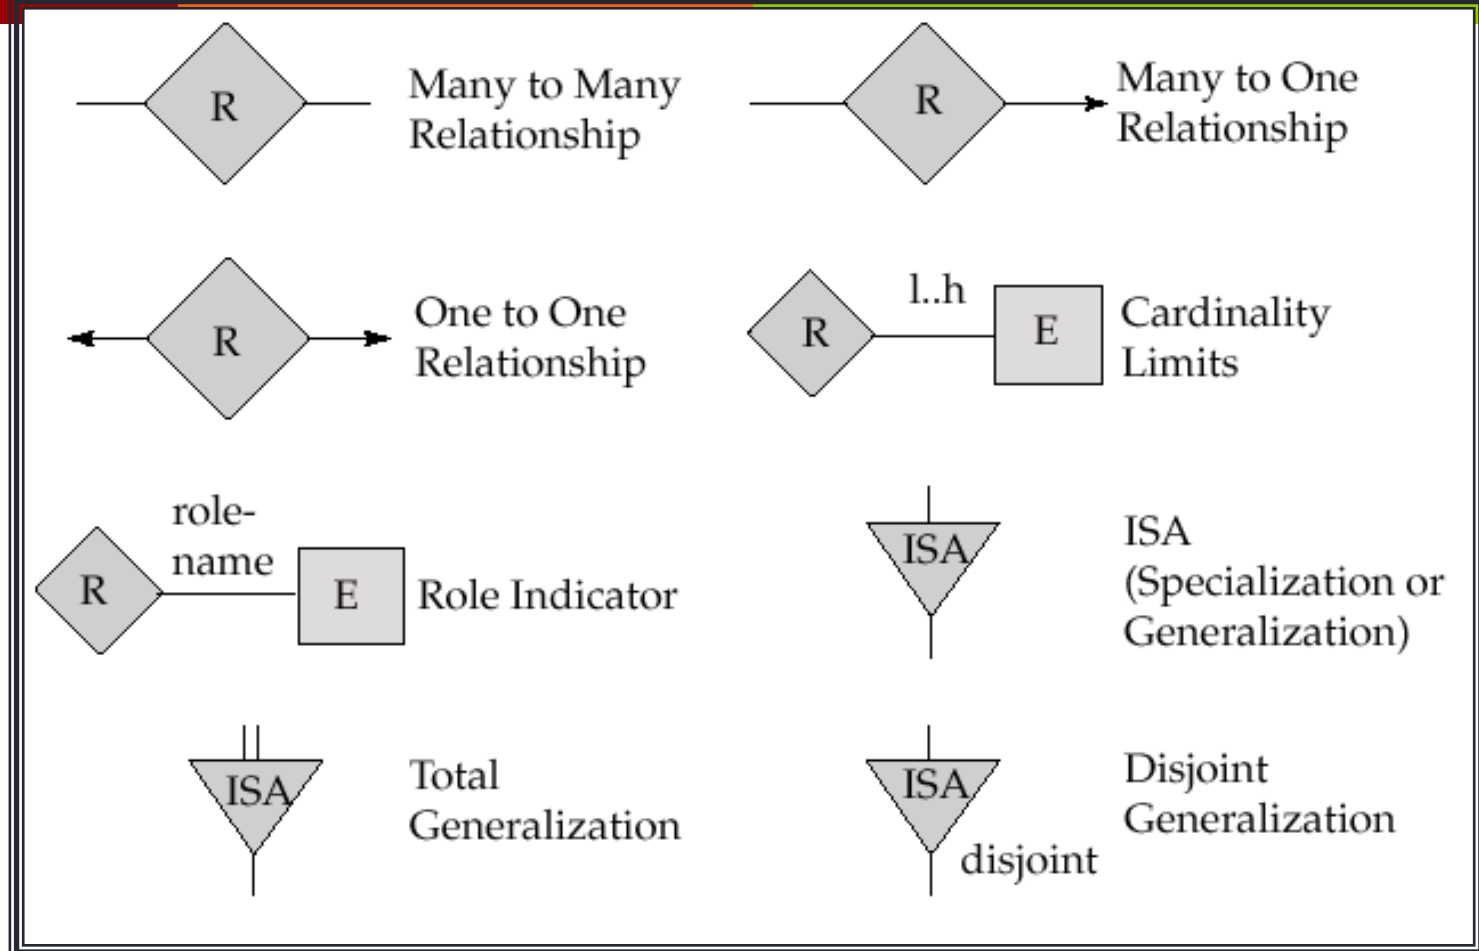 R
Many to Many
Relationship
R
Many to One
Relationship
R
One to One
Relationship
R
l..h
E
Cardinality
Limits
R
role-
name
E
Role Indicator
ISA
ISA
(Specialization or
Generalization)
ISA
Total
Generalization
ISA
disjoint
Disjoint
Generalization